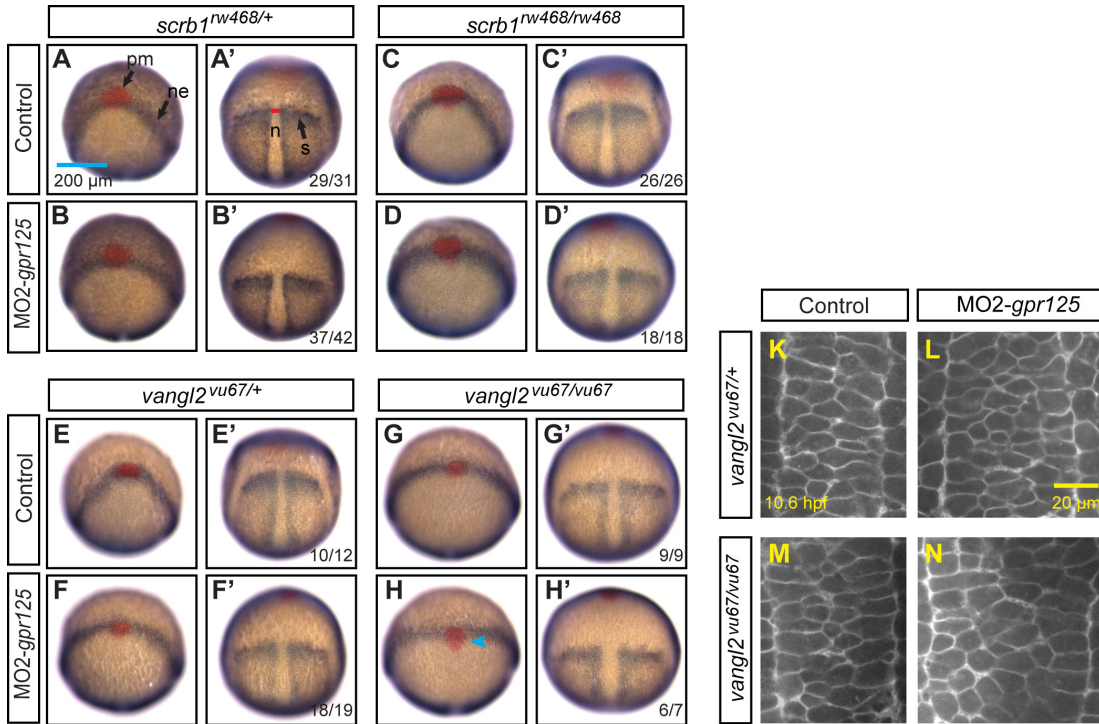 scrb1rw468/+
scrb1rw468/rw468
Control
A
pm
ne
200 µm
A'
n
s
29/31
C
C'
26/26
MO2-gpr125
B
B'
37/42
D
D'
18/18
vangl2vu67/+
vangl2vu67/vu67
Control
E
E'
10/12
G
G'
9/9
MO2-gpr125
F
F'
18/19
H
H'
6/7
Control
MO2-gpr125
vangl2vu67/+
K
10.6 hpf
L
20 µm
vangl2vu67/vu67
M
N